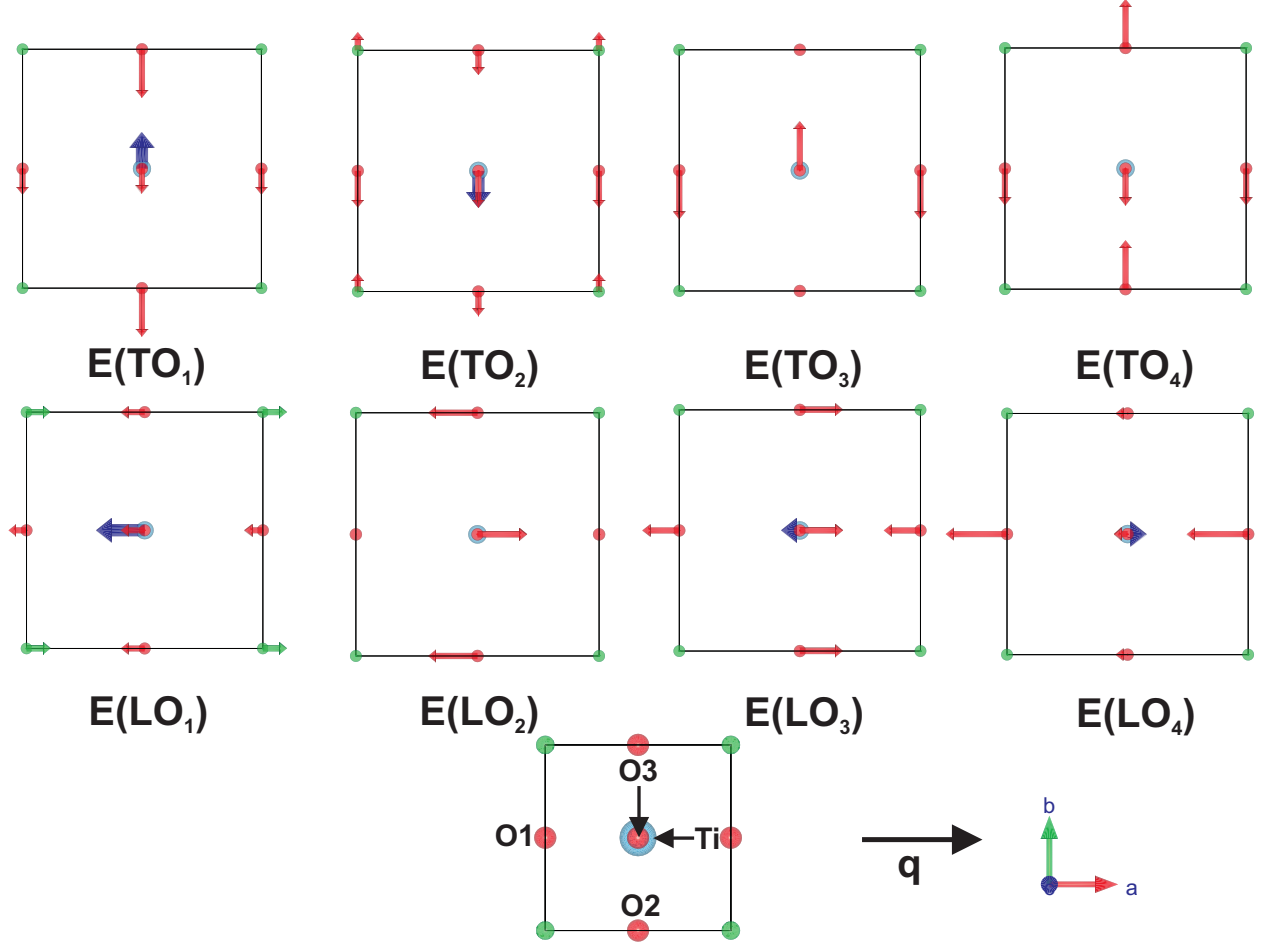 E(TO₁) E(TO₂) E(TO₃) E(TO₄)
E(LO₁) E(LO₂) E(LO₃) E(LO₄)
O3
b
O1 Ti
q
a
O2